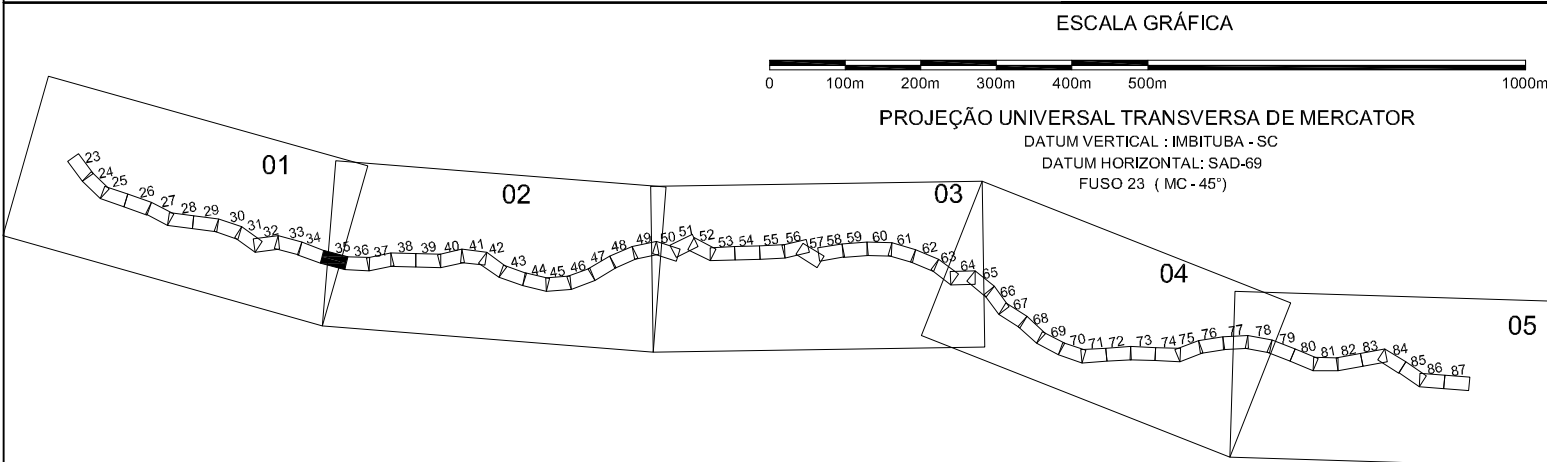 ESCALA GRÁFICA
0 100m 200m 300m 400m 500m 1000m
PROJEÇÃO UNIVERSAL TRANSVERSA DE MERCATOR
DATUM VERTICAL : IMBITUBA - SC
DATUM HORIZONTAL: SAD-69
FUSO 23 ( MC - 45°)
01
02
03
04
05
23 24 25 26 27 28 29 30 31 32 33 34 35 36 37 38 39 40 41 42 43 44 45 46 47 48 49 50 51 52 53 54 55 56 57 58 59 60 61 62 63 64 65 66 67 68 69 70 71 72 73 74 75 76 77 78 79 80 81 82 83 84 85 86 87